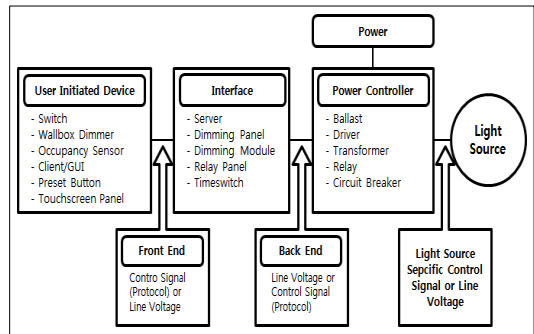 Power
User Initiated Device
- Switch
- Wallbox Dimmer
- Occupancy Sensor
- Client/GUI
- Preset Button
- Touchscreen Panel
Interface
- Server
- Dimming Panel
- Dimming Module
- Relay Panel
- Timeswitch
Power Controller
- Ballast
- Driver
- Transformer
- Relay
- Circuit Breaker
Light
Source
Front End
Contro Signal
(Protocol) or
Line Voltage
Back End
Line Voltage or
Control Signal
(Protocol)
Light Source
Sepcific Control
Signal or Line
Voltage